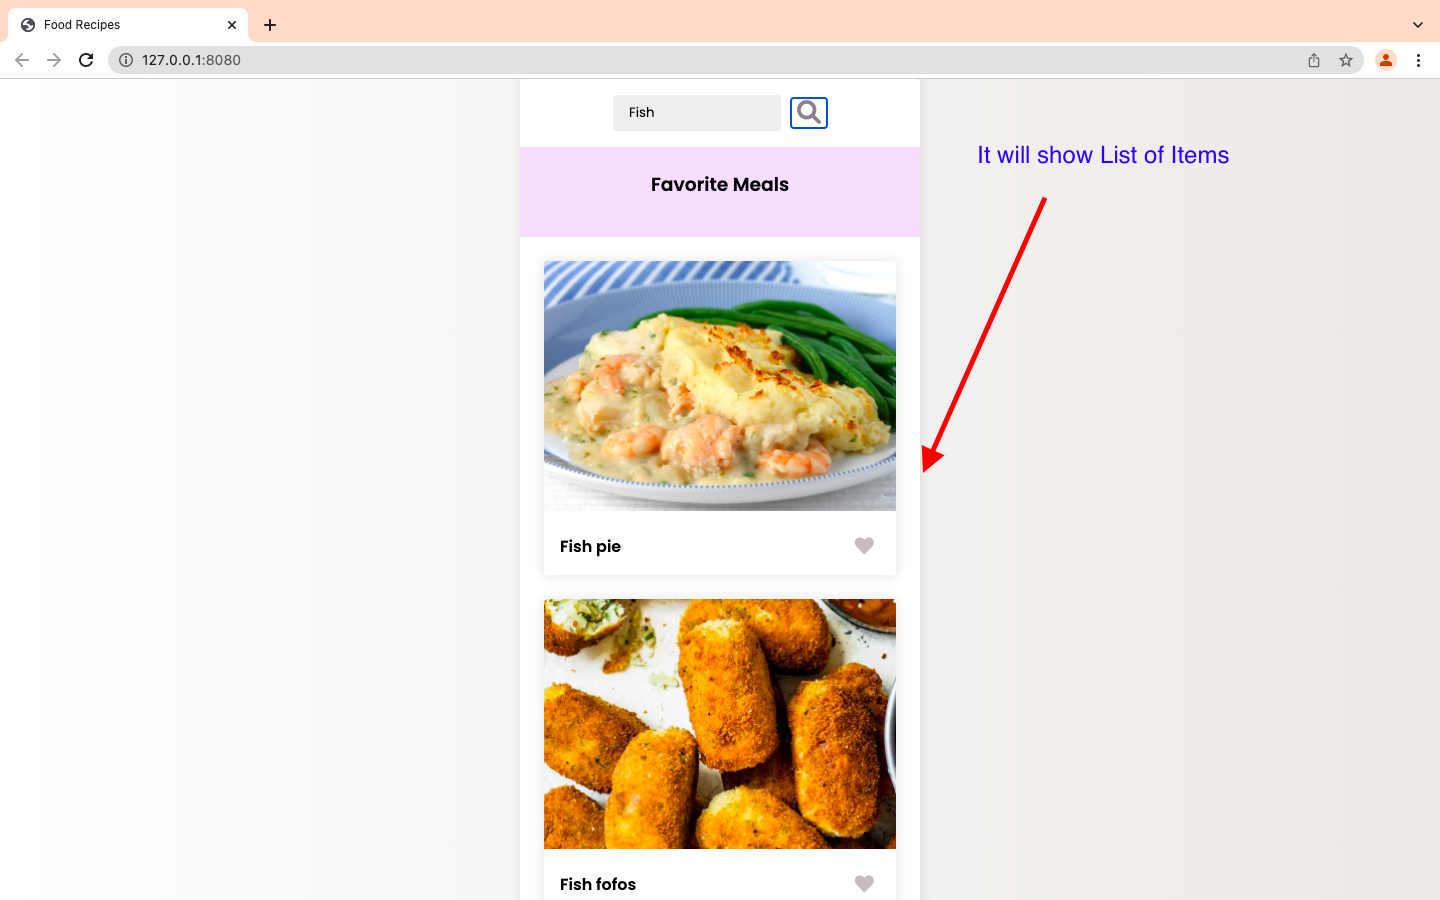 Food Recipes
127.0.0.1:8080
Fish
It will show List of Items
Favorite Meals
Fish pie
Fish fofos